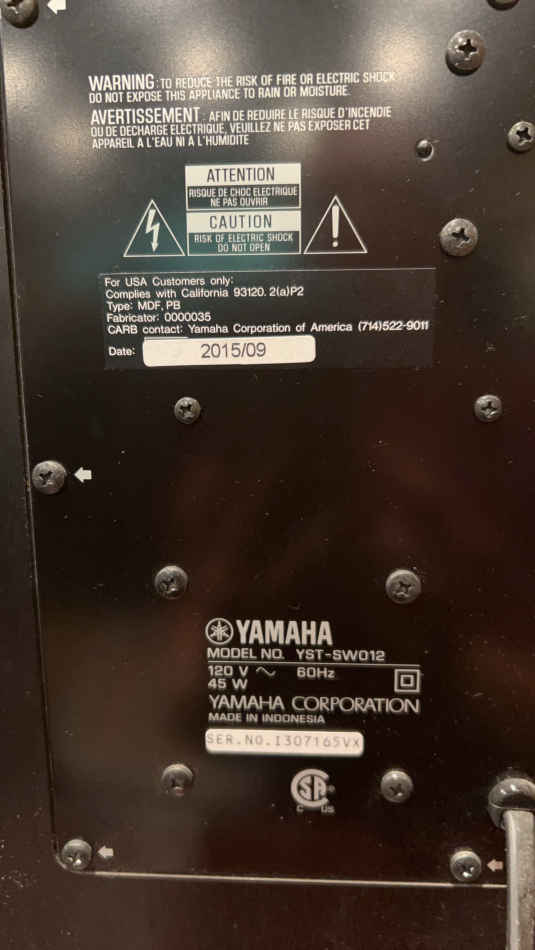 WARNING : TO REDUCE THE RISK OF FIRE OR ELECTRIC SHOCK
DO NOT EXPOSE THIS APPLIANCE TO RAIN OR MOISTURE.
AVERTISSEMENT : AFIN DE REDUIRE LE RISQUE D'INCENDIE
OU DE DECHARGE ELECTRIQUE, VEUILLEZ NE PAS EXPOSER CET
APPAREIL A L'EAU NI A L'HUMIDITE
ATTENTION
RISQUE DE CHOC ELECTRIQUE
NE PAS OUVRIR
CAUTION
RISK OF ELECTRIC SHOCK
DO NOT OPEN
For USA Customers only:
Complies with California 93120. 2(a)P2
Type: MDF, PB
Fabricator: 0000035
CARB contact: Yamaha Corporation of America (714)522-9011
Date: 2015/09
YAMAHA
MODEL NO. YST-SW012
120 V ～ 60Hz
45 W
YAMAHA CORPORATION
MADE IN INDONESIA
SER.NO.I307165VX
SA ®
C US